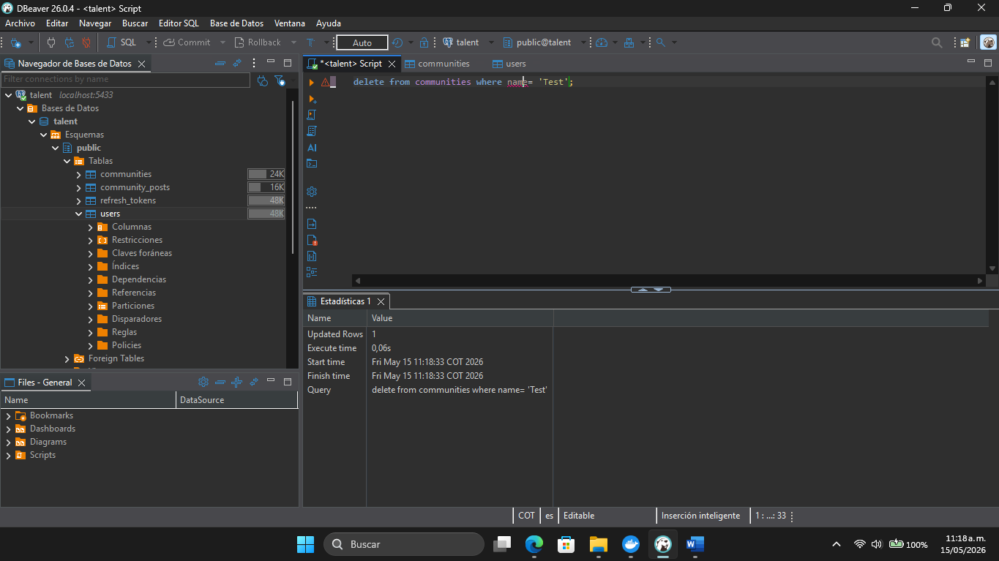 DBeaver 26.0.4 - <talent> Script
Archivo Editar Navegar Buscar Editor SQL Base de Datos Ventana Ayuda
SQL Commit Rollback T Auto talent public@talent
Navegador de Bases de Datos
*<talent> Script communities users
Filter connections by name
delete from communities where name= 'Test';
talent localhost:5433
Bases de Datos
talent
Esquemas
public
Tablas
communities 24K
community_posts 16K
refresh_tokens 48K
users 48K
Columnas
Restricciones
Claves foráneas
Índices
Dependencias
Referencias
Particiones
Disparadores
Reglas
Policies
Foreign Tables
AI
Estadísticas 1
Name Value
Updated Rows 1
Execute time 0,06s
Start time Fri May 15 11:18:33 COT 2026
Finish time Fri May 15 11:18:33 COT 2026
Query delete from communities where name= 'Test'
Files - General
Name DataSource
Bookmarks
Dashboards
Diagrams
Scripts
COT es Editable Inserción inteligente 1 : ...: 33
Buscar
100%
11:18 a. m.
15/05/2026